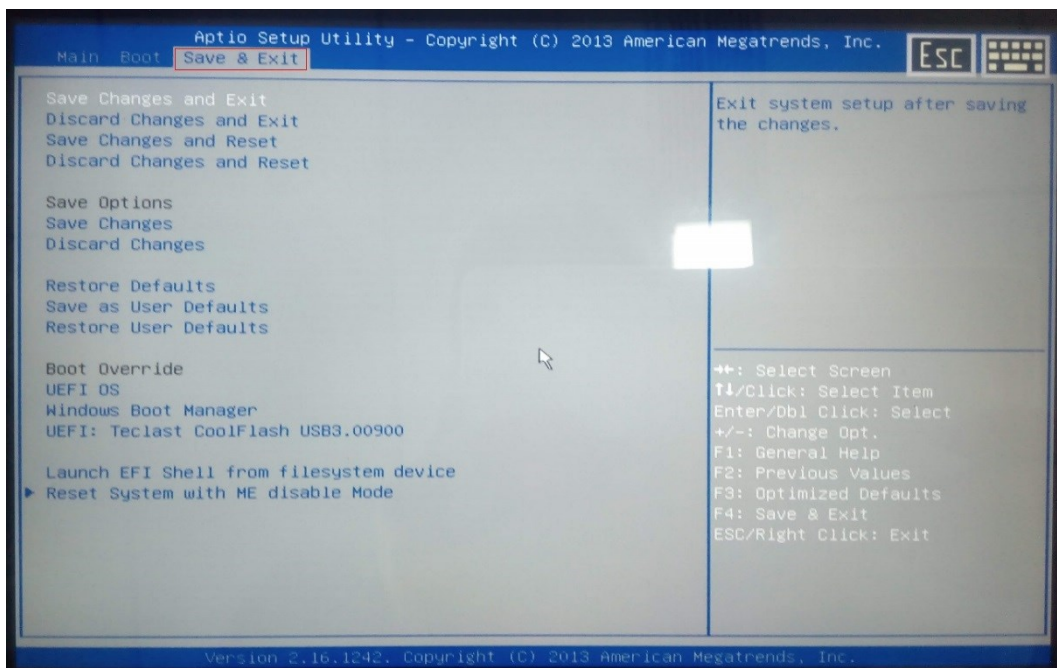 Aptio Setup Utility – Copyright (C) 2013 American Megatrends, Inc.
Main Boot Save & Exit
Esc
Save Changes and Exit
Discard Changes and Exit
Save Changes and Reset
Discard Changes and Reset
Save Options
Save Changes
Discard Changes
Restore Defaults
Save as User Defaults
Restore User Defaults
Boot Override
UEFI OS
Windows Boot Manager
UEFI: Teclast CoolFlash USB3.00900
Launch EFI Shell from filesystem device
▶ Reset System with ME disable Mode
Exit system setup after saving
the changes.
→←: Select Screen
↑↓/Click: Select Item
Enter/Dbl Click: Select
+/-: Change Opt.
F1: General Help
F2: Previous Values
F3: Optimized Defaults
F4: Save & Exit
ESC/Right Click: Exit
Version 2.16.1242. Copyright (C) 2013 American Megatrends, Inc.